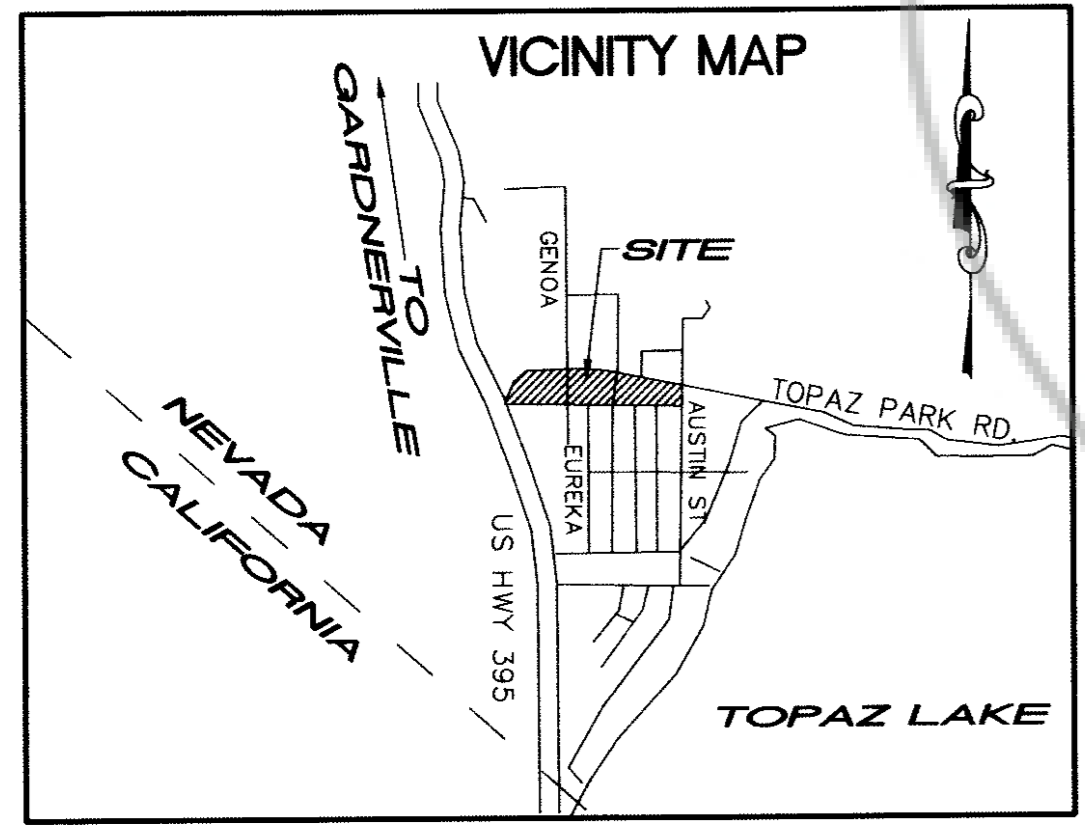 VICINITY MAP
TO
GARDNERVILLE
GENOA
SITE
TOPAZ PARK RD.
AUSTIN ST
EUREKA
NEVADA
CALIFORNIA
US HWY 395
TOPAZ LAKE